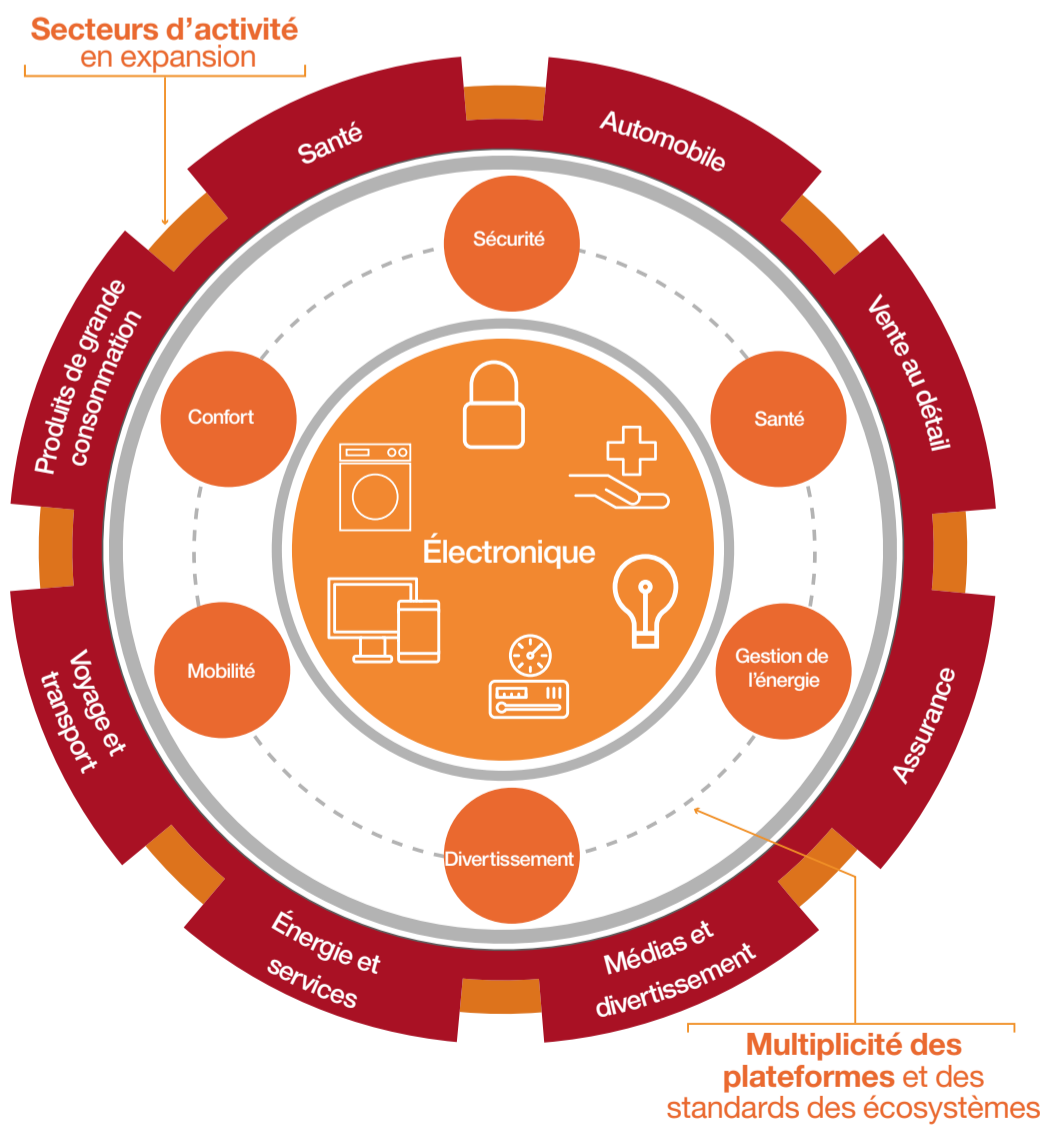 Secteurs d’activité
en expansion
Santé
Automobile
Vente au détail
Assurance
Médias et
divertissement
Énergie et
services
Voyage et
transport
Produits de grande
consommation
Sécurité
Santé
Gestion de
l’énergie
Divertissement
Mobilité
Confort
Électronique
Multiplicité des
plateformes et des
standards des écosystèmes